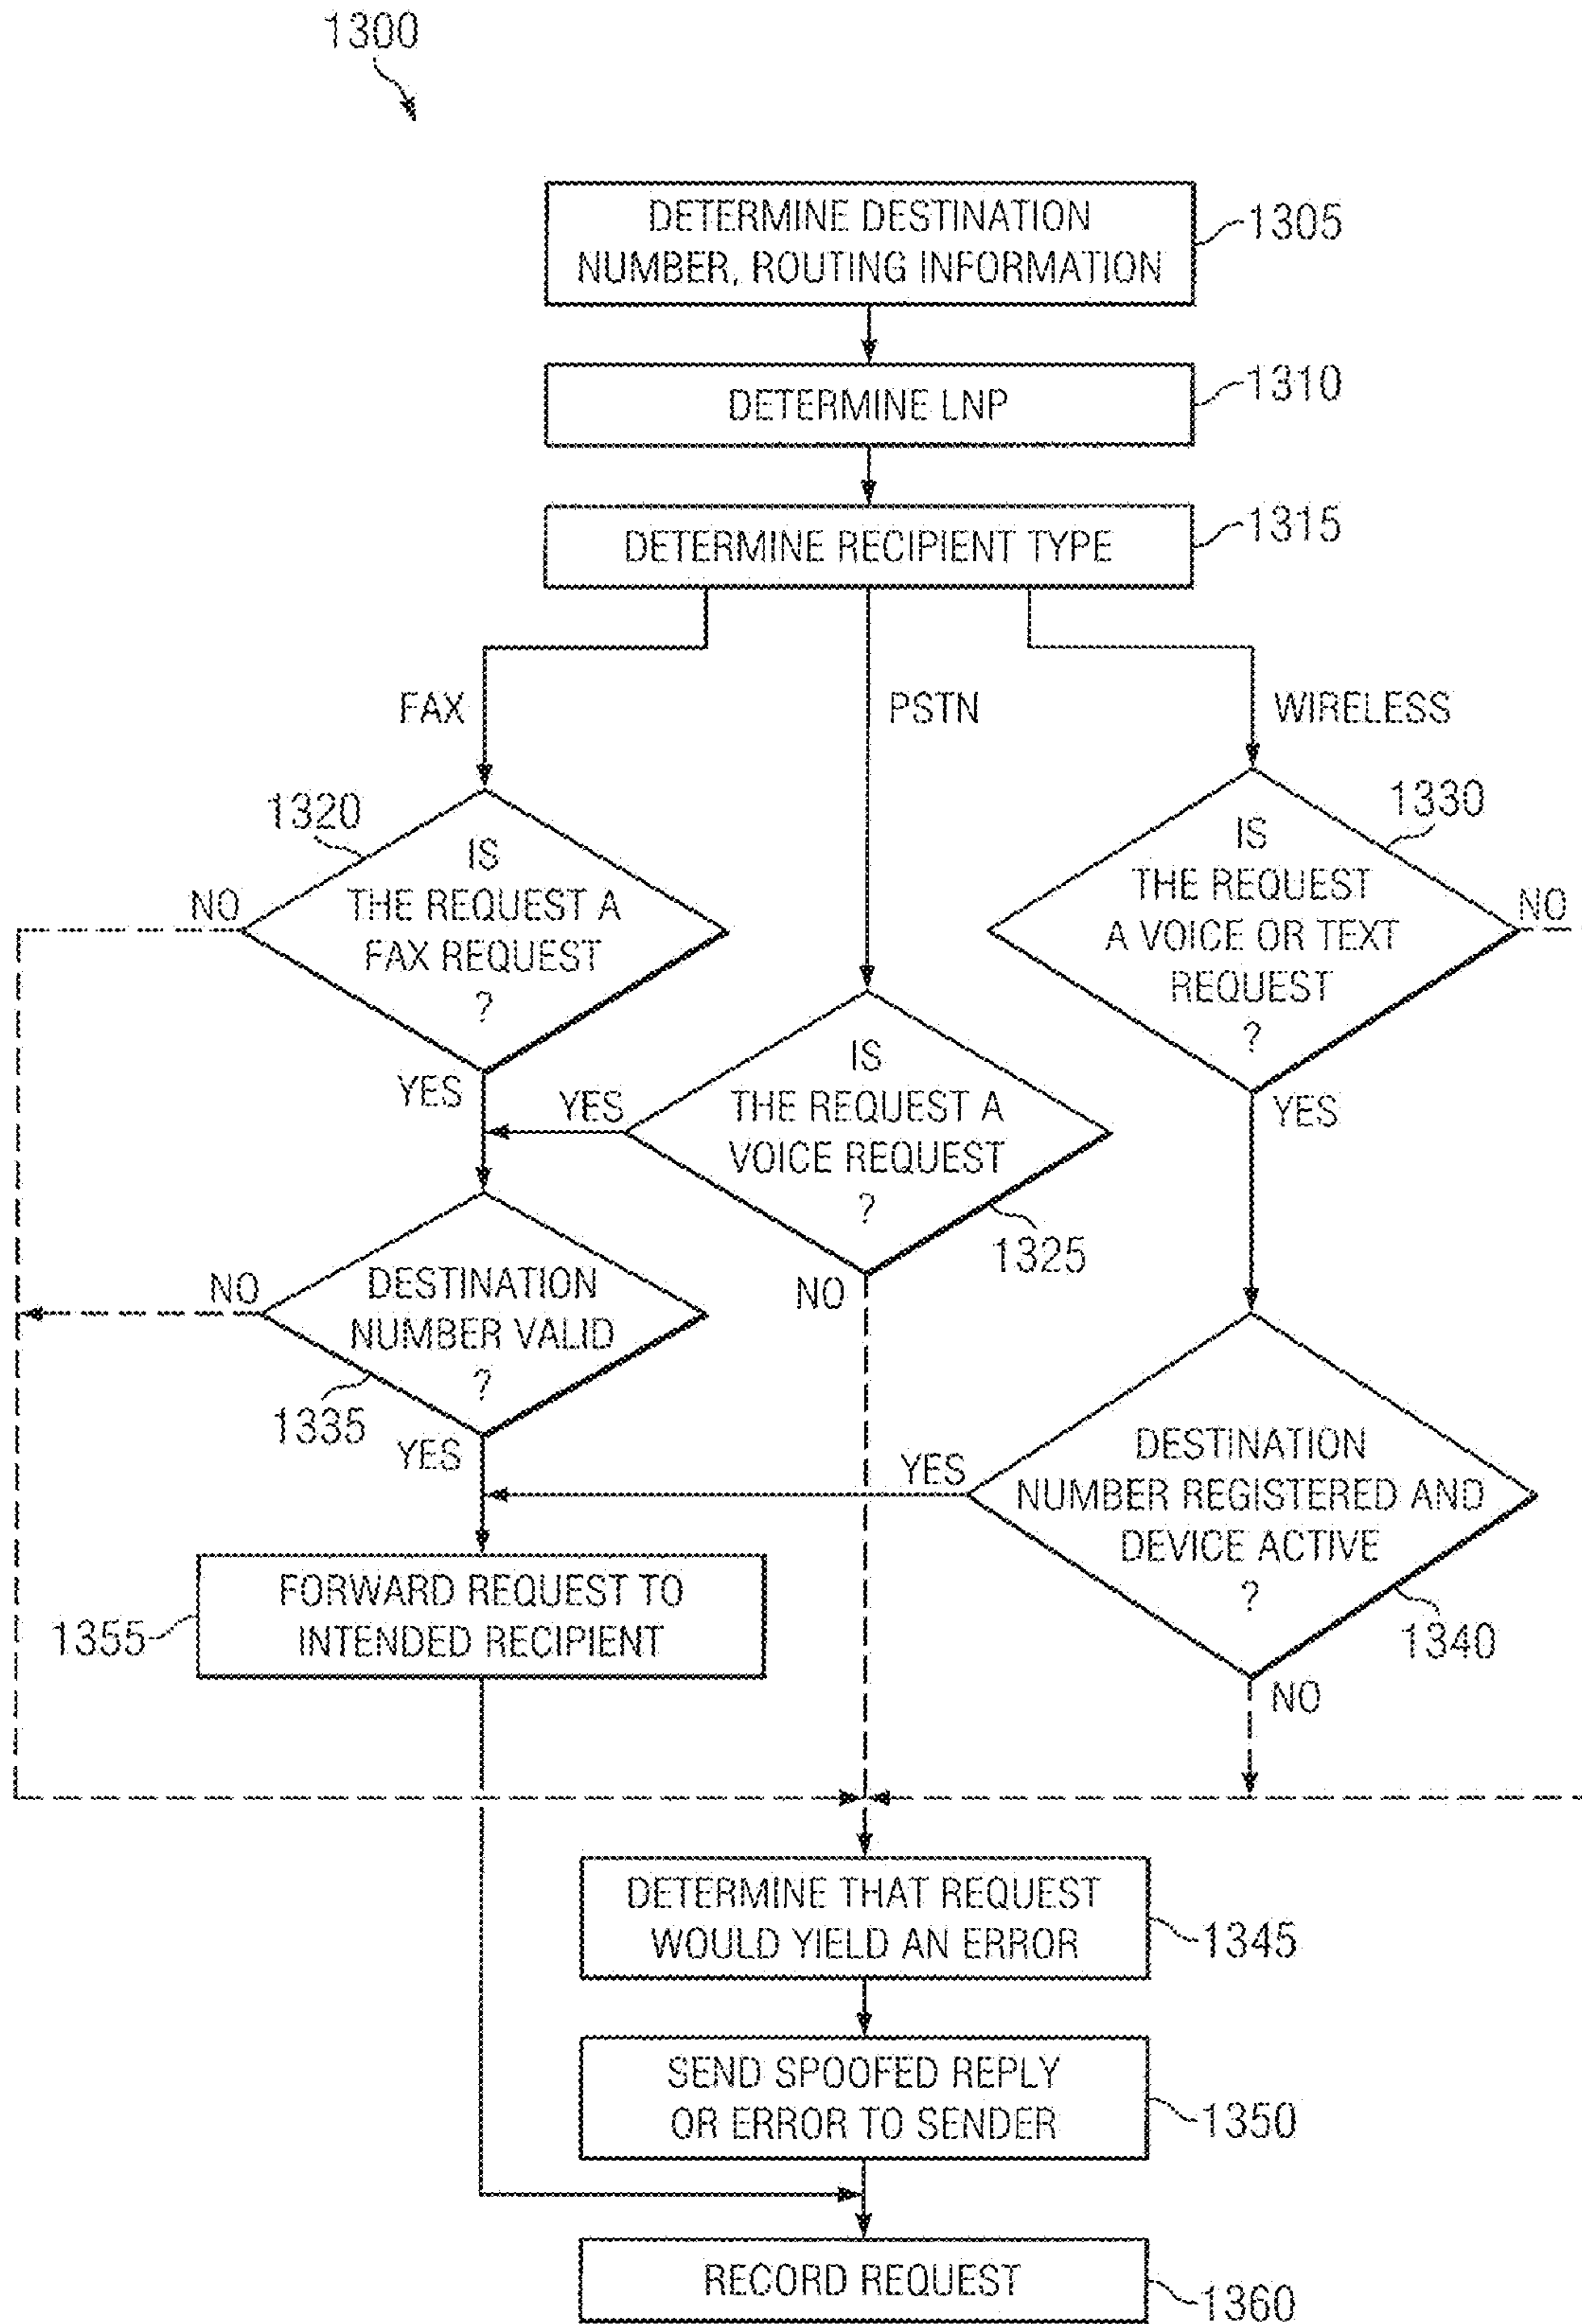 1300
DETERMINE DESTINATION
NUMBER, ROUTING INFORMATION
1305
DETERMINE LNP
1310
DETERMINE RECIPIENT TYPE
1315
FAX
PSTN
WIRELESS
1320
IS
THE REQUEST A
FAX REQUEST
?
NO
YES
1330
IS
THE REQUEST
A VOICE OR TEXT
REQUEST
?
NO
YES
IS
THE REQUEST A
VOICE REQUEST
?
YES
1325
NO
DESTINATION
NUMBER VALID
?
NO
1335
YES
DESTINATION
NUMBER REGISTERED AND
DEVICE ACTIVE
?
YES
1340
NO
FORWARD REQUEST TO
INTENDED RECIPIENT
1355
DETERMINE THAT REQUEST
WOULD YIELD AN ERROR
1345
SEND SPOOFED REPLY
OR ERROR TO SENDER
1350
RECORD REQUEST
1360